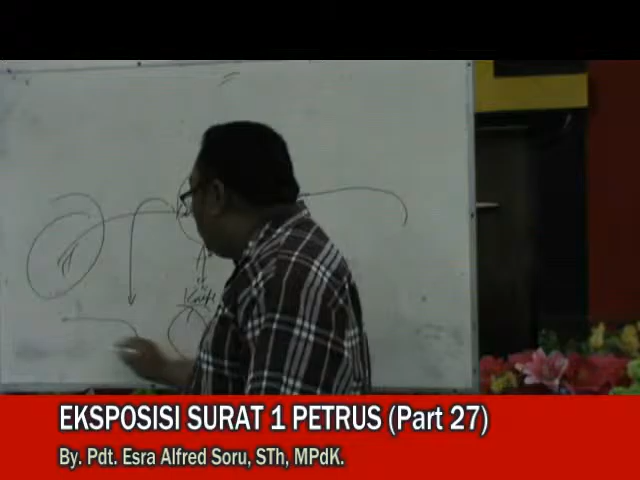 EKSPOSISI SURAT 1 PETRUS (Part 27)
By. Pdt. Esra Alfred Soru, STh, MPdK.